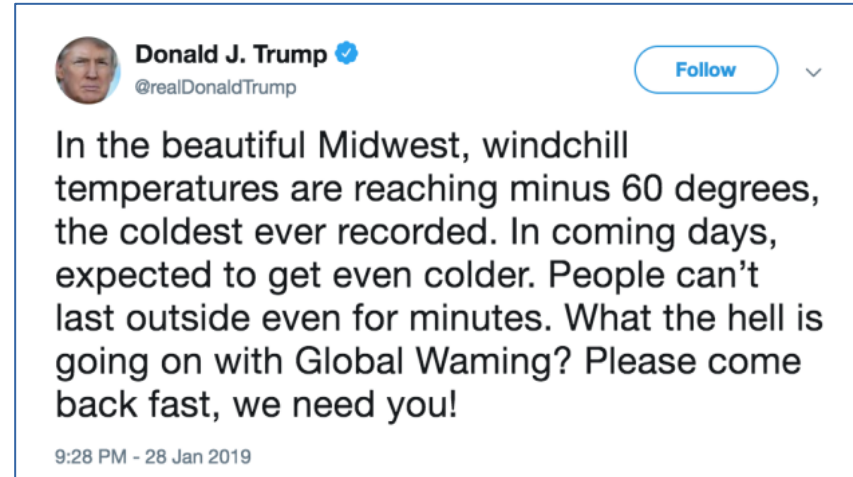 Donald J. Trump
@realDonaldTrump
Follow
In the beautiful Midwest, windchill
temperatures are reaching minus 60 degrees,
the coldest ever recorded. In coming days,
expected to get even colder. People can’t
last outside even for minutes. What the hell is
going on with Global Waming? Please come
back fast, we need you!
9:28 PM - 28 Jan 2019